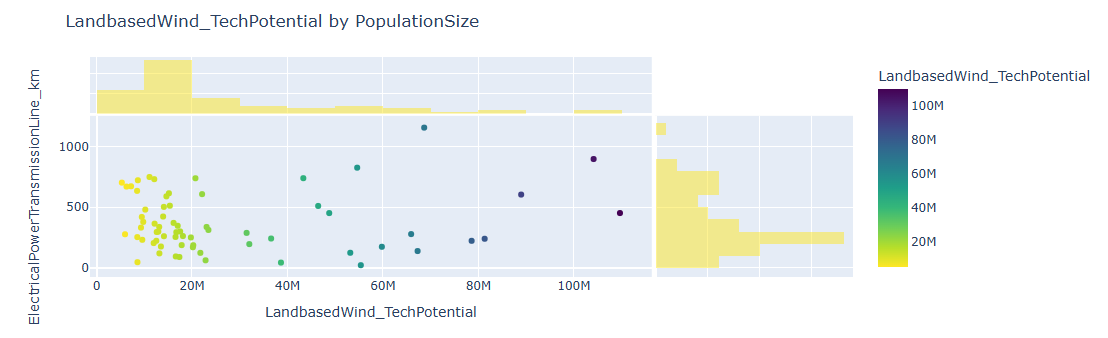 LandbasedWind_TechPotential by PopulationSize
ElectricalPowerTransmissionLine_km
1000
500
0
0
20M
40M
60M
80M
100M
LandbasedWind_TechPotential
LandbasedWind_TechPotential
100M
80M
60M
40M
20M